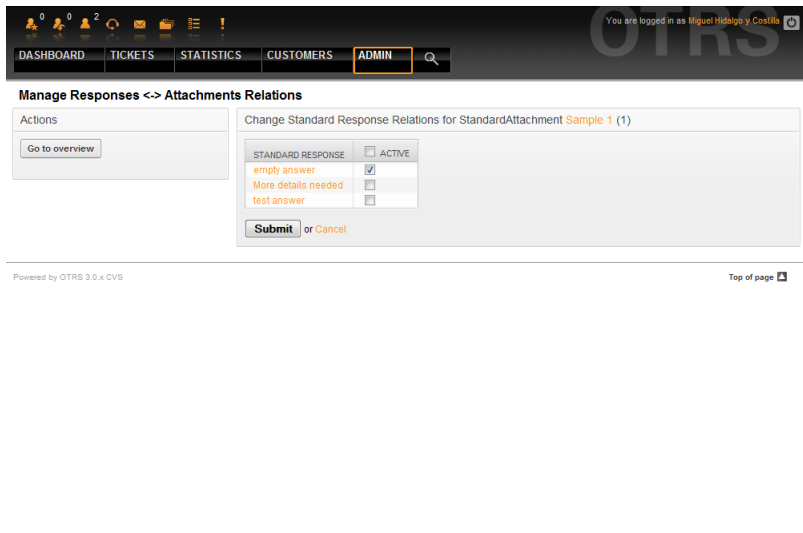 0 0 2
You are logged in as Miguel Hidalgo y Costilla
OTRS
DASHBOARD TICKETS STATISTICS CUSTOMERS ADMIN
Manage Responses <-> Attachments Relations
Actions
Go to overview
Change Standard Response Relations for StandardAttachment Sample 1 (1)
STANDARD RESPONSE ACTIVE
empty answer
More details needed
test answer
Submit or Cancel
Powered by OTRS 3.0.x CVS
Top of page